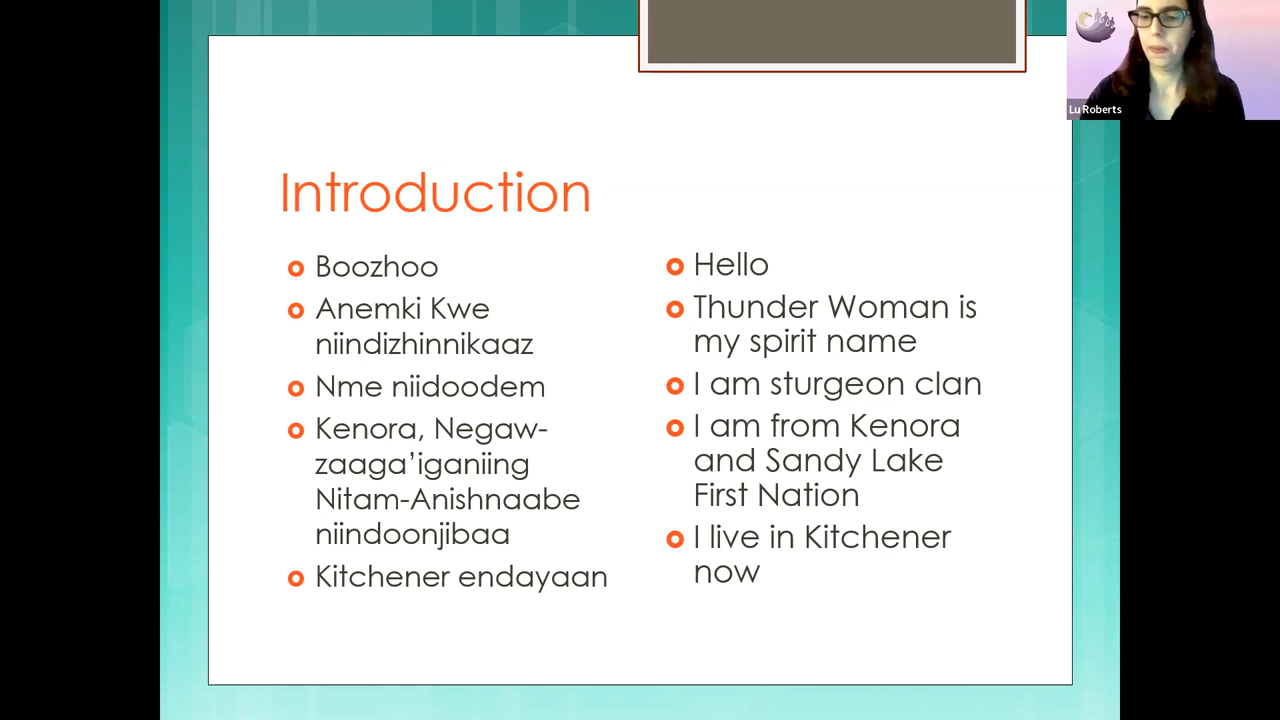 Introduction
Boozhoo
Anemki Kwe
niindizhinnikaaz
Nme niidoodem
Kenora, Negaw-
zaaga’iganiing
Nitam-Anishnaabe
niindoonjibaa
Kitchener endayaan
Hello
Thunder Woman is
my spirit name
I am sturgeon clan
I am from Kenora
and Sandy Lake
First Nation
I live in Kitchener
now
Lu Roberts